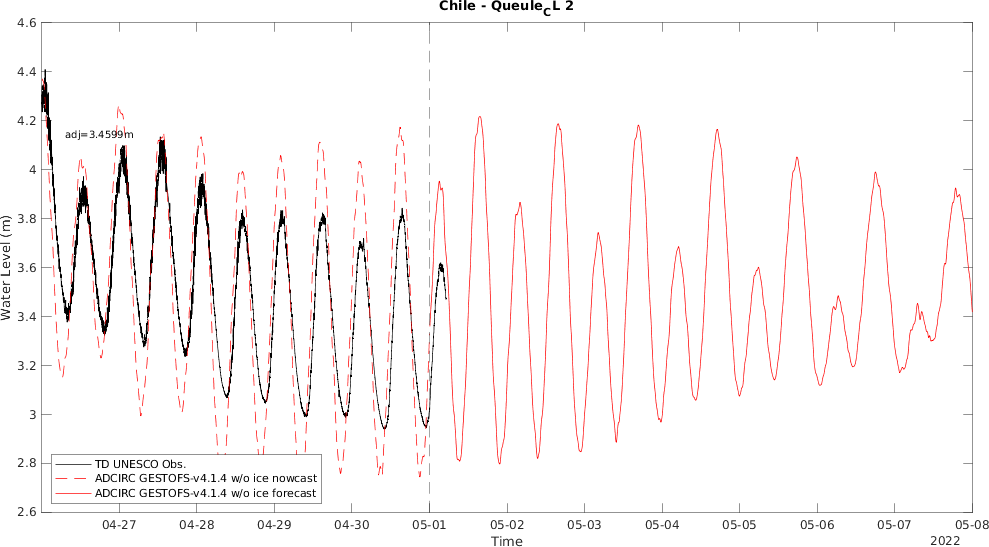 Chile - Queule_CL 2
adj=3.4599m
Water Level (m)
4.6
4.4
4.2
4
3.8
3.6
3.4
3.2
3
2.8
2.6
TD UNESCO Obs.
ADCIRC GESTOFS-v4.1.4 w/o ice nowcast
ADCIRC GESTOFS-v4.1.4 w/o ice forecast
04-27 04-28 04-29 04-30 05-01 05-02 05-03 05-04 05-05 05-06 05-07 05-08
Time
2022